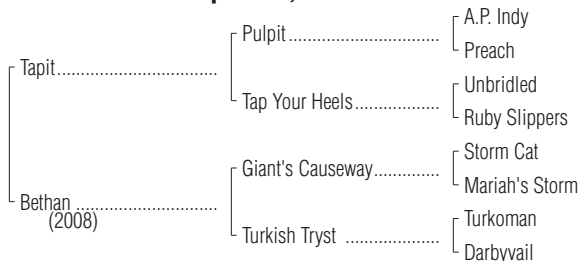 A.P. Indy
Pulpit
Preach
Tapit
Unbridled
Tap Your Heels
Ruby Slippers
Storm Cat
Giant's Causeway
Mariah's Storm
Bethan
(2008)
Turkoman
Turkish Tryst
Darbyvail